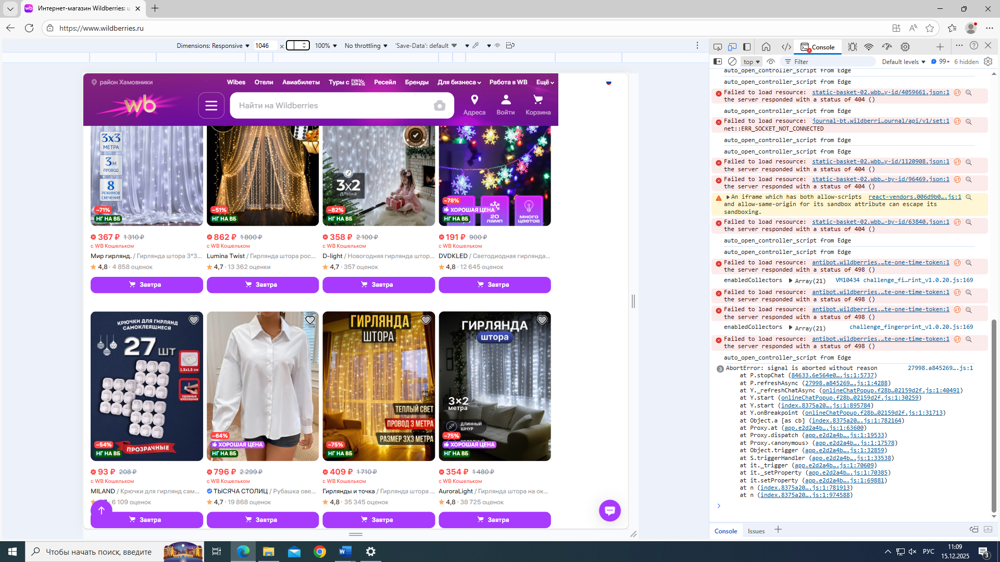 Интернет-магазин Wildberries: ш
https://www.wildberries.ru
Dimensions: Responsive
1046
×
100%
No throttling
'Save-Data': default
район Хамовники
Wibes
Отели
Авиабилеты
Туры с FUN SUN
Ресейл
Бренды
Для бизнеса
Работа в WB
Ещё
wb
Найти на Wildberries
Адреса
Войти
Корзина
3x3
МЕТРА
3м
ПРОВОД
8
РЕЖИМОВ
СВЕЧЕНИЯ
-71%
НГ НА ВБ
-51%
НГ НА ВБ
ТОВАР
3x2
длина
-82%
НГ НА ВБ
-78%
ХОРОШАЯ ЦЕНА
НГ НА ВБ
20
ЛАМП
МНОГО
ЦВЕТОВ
367 ₽ 1 310 ₽
с WB Кошельком
Мир гирлянд. / Гирлянда штора 3*3...
4,8 · 4 858 оценок
Завтра
862 ₽ 1 800 ₽
с WB Кошельком
Lumina Twist / Гирлянда штора рос...
4,7 · 13 362 оценки
Завтра
358 ₽ 2 100 ₽
с WB Кошельком
D-light / Новогодняя гирлянда штор...
4,7 · 357 оценок
Завтра
191 ₽ 900 ₽
с WB Кошельком
DVDKLED / Светодиодная гирлянда...
4,8 · 12 645 оценок
Завтра
КРЮЧКИ ДЛЯ ГИРЛЯНД
САМОКЛЕЯЩИЕСЯ
27 шт
1,5x1,5 см
УДОБНЫЕ
КРЕПЛЕНИЯ
-54%
ПРОЗРАЧНЫЕ
НГ НА ВБ
-64%
ХОРОШАЯ ЦЕНА
НГ НА ВБ
ГИРЛЯНДА
ШТОРА
ТЕПЛЫЙ СВЕТ
ПРОВОД 3 МЕТРА
РАЗМЕР 3X3 МЕТРА
-75%
НГ НА ВБ
ГИРЛЯНДА
штора
3×2
метра
ДЛИННЫЙ
ШНУР
-75%
ХОРОШАЯ ЦЕНА
НГ НА ВБ
93 ₽ 208 ₽
с WB Кошельком
MILAND / Крючки для гирлянд сам...
6 109 оценок
Завтра
796 ₽ 2 299 ₽
с WB Кошельком
ТЫСЯЧА СТОЛИЦ / Рубашка ове...
4,7 · 19 868 оценок
Завтра
409 ₽ 1 710 ₽
с WB Кошельком
Гирлянды и точка / Гирлянда штора ...
4,8 · 35 345 оценок
Завтра
354 ₽ 1 480 ₽
с WB Кошельком
AuroraLight / Гирлянда штора на ок...
4,8 · 38 725 оценок
Завтра
Console
top
Filter
Default levels
99+
6 hidden
auto_open_controller_script from Edge
auto_open_controller_script from Edge
Failed to load resource: static-basket-02.wbb…y-id/4059661.json:1
the server responded with a status of 404 ()
auto_open_controller_script from Edge
Failed to load resource: journal-bt.wildberri…ournal/api/v1/set:1
net::ERR_SOCKET_NOT_CONNECTED
auto_open_controller_script from Edge
auto_open_controller_script from Edge
Failed to load resource: static-basket-02.wbb…y-id/1120908.json:1
the server responded with a status of 404 ()
Failed to load resource: static-basket-02.wbb…-by-id/96469.json:1
the server responded with a status of 404 ()
An iframe which has both allow-scripts react-vendors.006d9b0….js:1
and allow-same-origin for its sandbox attribute can escape its
sandboxing.
Failed to load resource: static-basket-02.wbb…-by-id/63840.json:1
the server responded with a status of 404 ()
auto_open_controller_script from Edge
auto_open_controller_script from Edge
Failed to load resource: antibot.wildberries.…te-one-time-token:1
the server responded with a status of 498 ()
enabledCollectors Array(21) VM10434 challenge_fi…rint_v1.0.20.js:169
Failed to load resource: antibot.wildberries.…te-one-time-token:1
the server responded with a status of 498 ()
Failed to load resource: antibot.wildberries.…te-one-time-token:1
the server responded with a status of 498 ()
enabledCollectors Array(21) challenge_fingerprint_v1.0.20.js:169
Failed to load resource: antibot.wildberries.…te-one-time-token:1
the server responded with a status of 498 ()
auto_open_controller_script from Edge
3 AbortError: signal is aborted without reason 27998.a845269….js:1
at P.stopChat (84633.6e564e0….js:1:5737)
at P.refreshAsync (27998.a845269….js:1:4288)
at Y._refreshChatAsync (onlineChatPopup.f28b…02159d2f.js:1:40491)
at Y.start (onlineChatPopup.f28b…02159d2f.js:1:30259)
at Y.start (index.8375a20….js:1:895784)
at Y.onBreakpoint (onlineChatPopup.f28b…02159d2f.js:1:31713)
at Object.a [as cb] (index.8375a20….js:1:782164)
at Proxy.at (app.e2d2a4b….js:1:63600)
at Proxy.dispatch (app.e2d2a4b….js:1:19533)
at Proxy.<anonymous> (app.e2d2a4b….js:1:17578)
at Object.trigger (app.e2d2a4b….js:1:32859)
at S.triggerHandler (app.e2d2a4b….js:1:33538)
at it._trigger (app.e2d2a4b….js:1:70609)
at it._setProperty (app.e2d2a4b….js:1:70385)
at it.setProperty (app.e2d2a4b….js:1:69881)
at n (index.8375a20….js:1:781913)
at n (index.8375a20….js:1:974588)
Console
Issues
Чтобы начать поиск, введите
РУС
11:09
15.12.2025
3